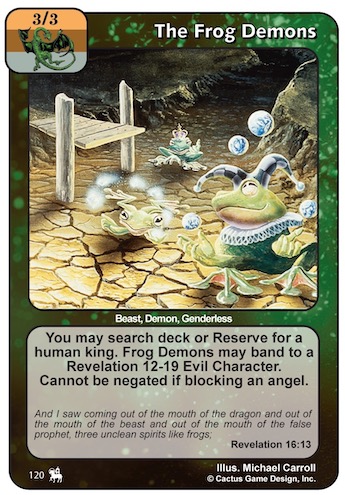 3/3
The Frog Demons
Beast, Demon, Genderless
You may search deck or Reserve for a
human king. Frog Demons may band to a
Revelation 12-19 Evil Character.
Cannot be negated if blocking an angel.
And I saw coming out of the mouth of the dragon and out of
the mouth of the beast and out of the mouth of the false
prophet, three unclean spirits like frogs;
Revelation 16:13
Illus. Michael Carroll
120
© Cactus Game Design, Inc.